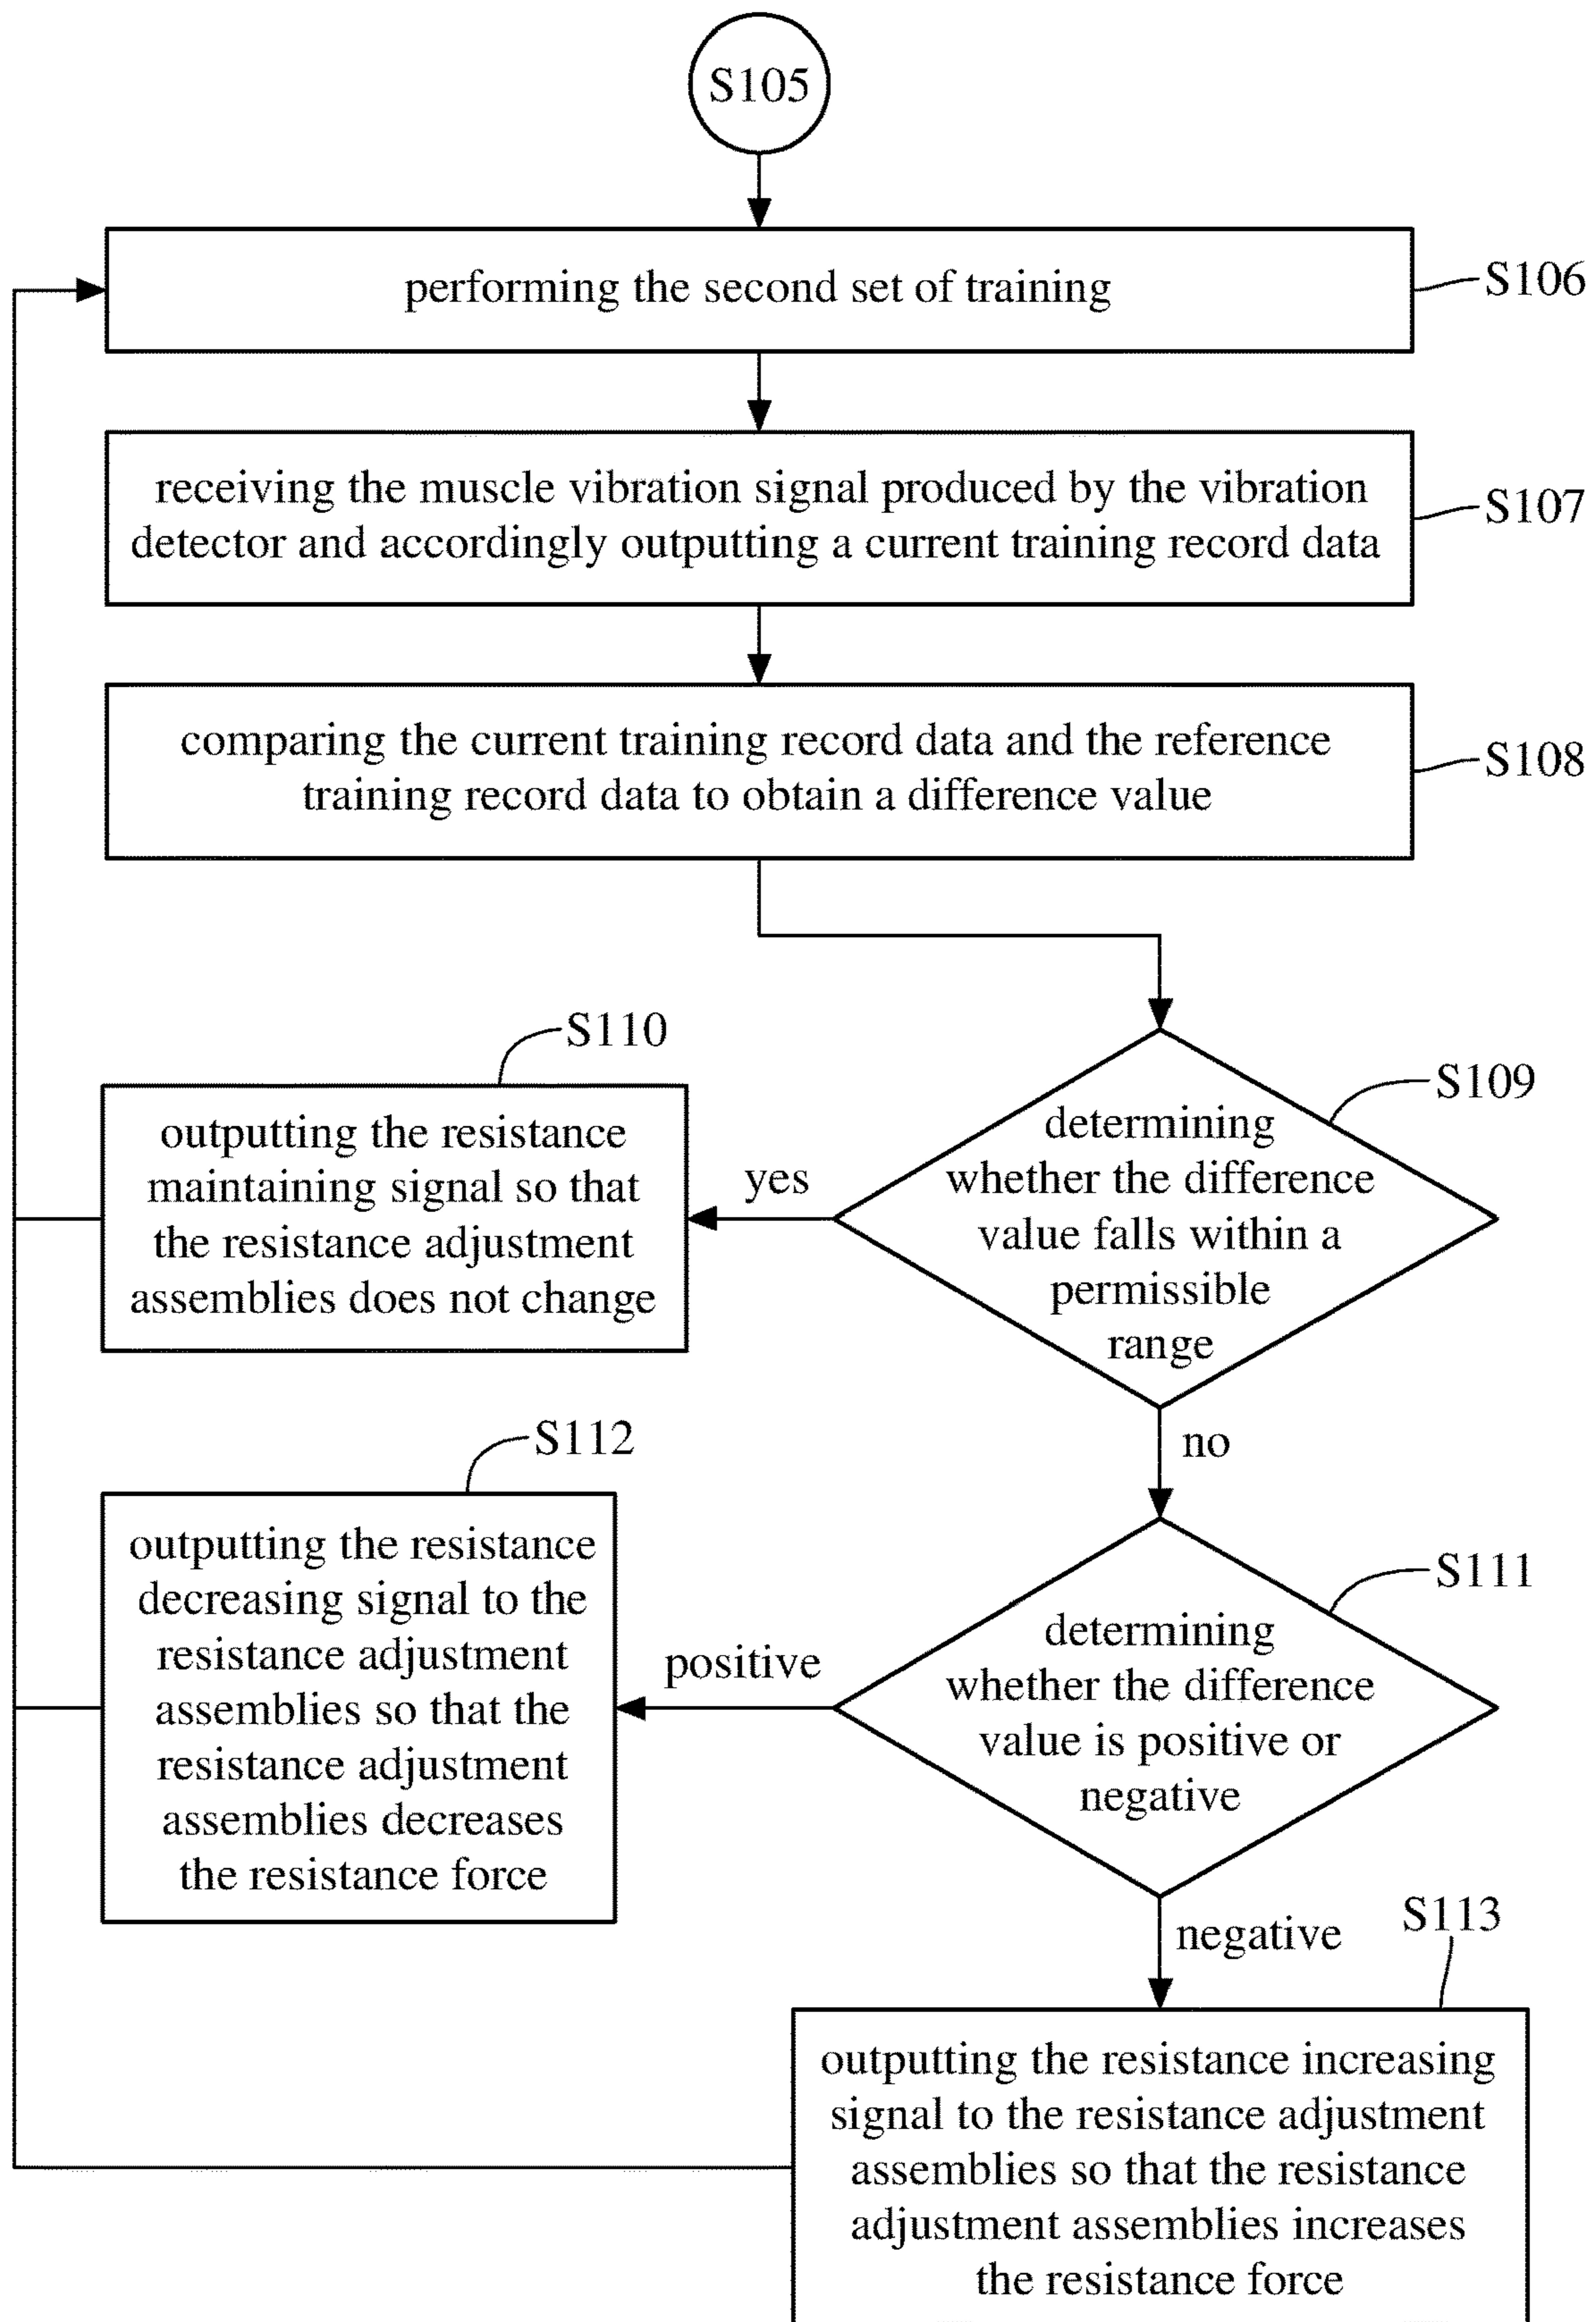 S105
performing the second set of training
S106
receiving the muscle vibration signal produced by the vibration
detector and accordingly outputting a current training record data
S107
comparing the current training record data and the reference
training record data to obtain a difference value
S108
S110
outputting the resistance
maintaining signal so that
the resistance adjustment
assemblies does not change
yes
S109
determining
whether the difference
value falls within a
permissible
range
no
S112
outputting the resistance
decreasing signal to the
resistance adjustment
assemblies so that the
resistance adjustment
assemblies decreases
the resistance force
positive
S111
determining
whether the difference
value is positive or
negative
negative
S113
outputting the resistance increasing
signal to the resistance adjustment
assemblies so that the resistance
adjustment assemblies increases
the resistance force